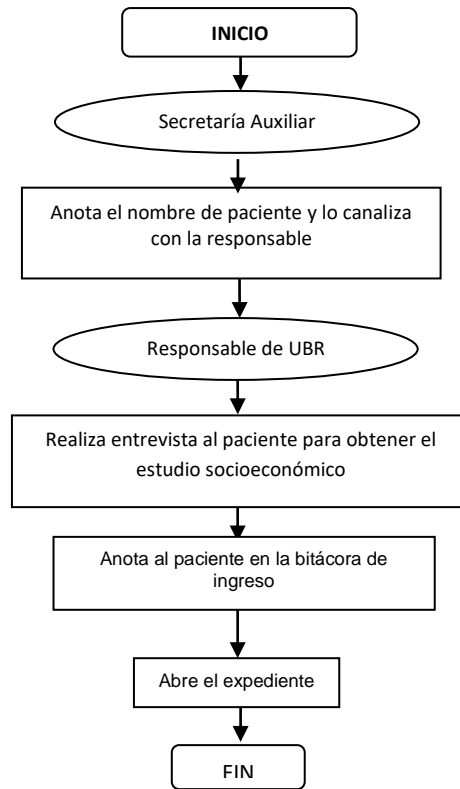 INICIO
Secretaría Auxiliar
Anota el nombre de paciente y lo canaliza
con la responsable
Responsable de UBR
Realiza entrevista al paciente para obtener el
estudio socioeconómico
Anota al paciente en la bitácora de
ingreso
Abre el expediente
FIN